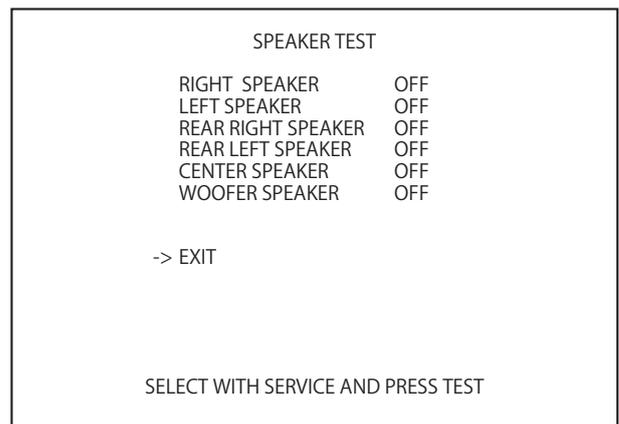 SPEAKER TEST
RIGHT SPEAKER OFF
LEFT SPEAKER OFF
REAR RIGHT SPEAKER OFF
REAR LEFT SPEAKER OFF
CENTER SPEAKER OFF
WOOFER SPEAKER OFF
-> EXIT
SELECT WITH SERVICE AND PRESS TEST